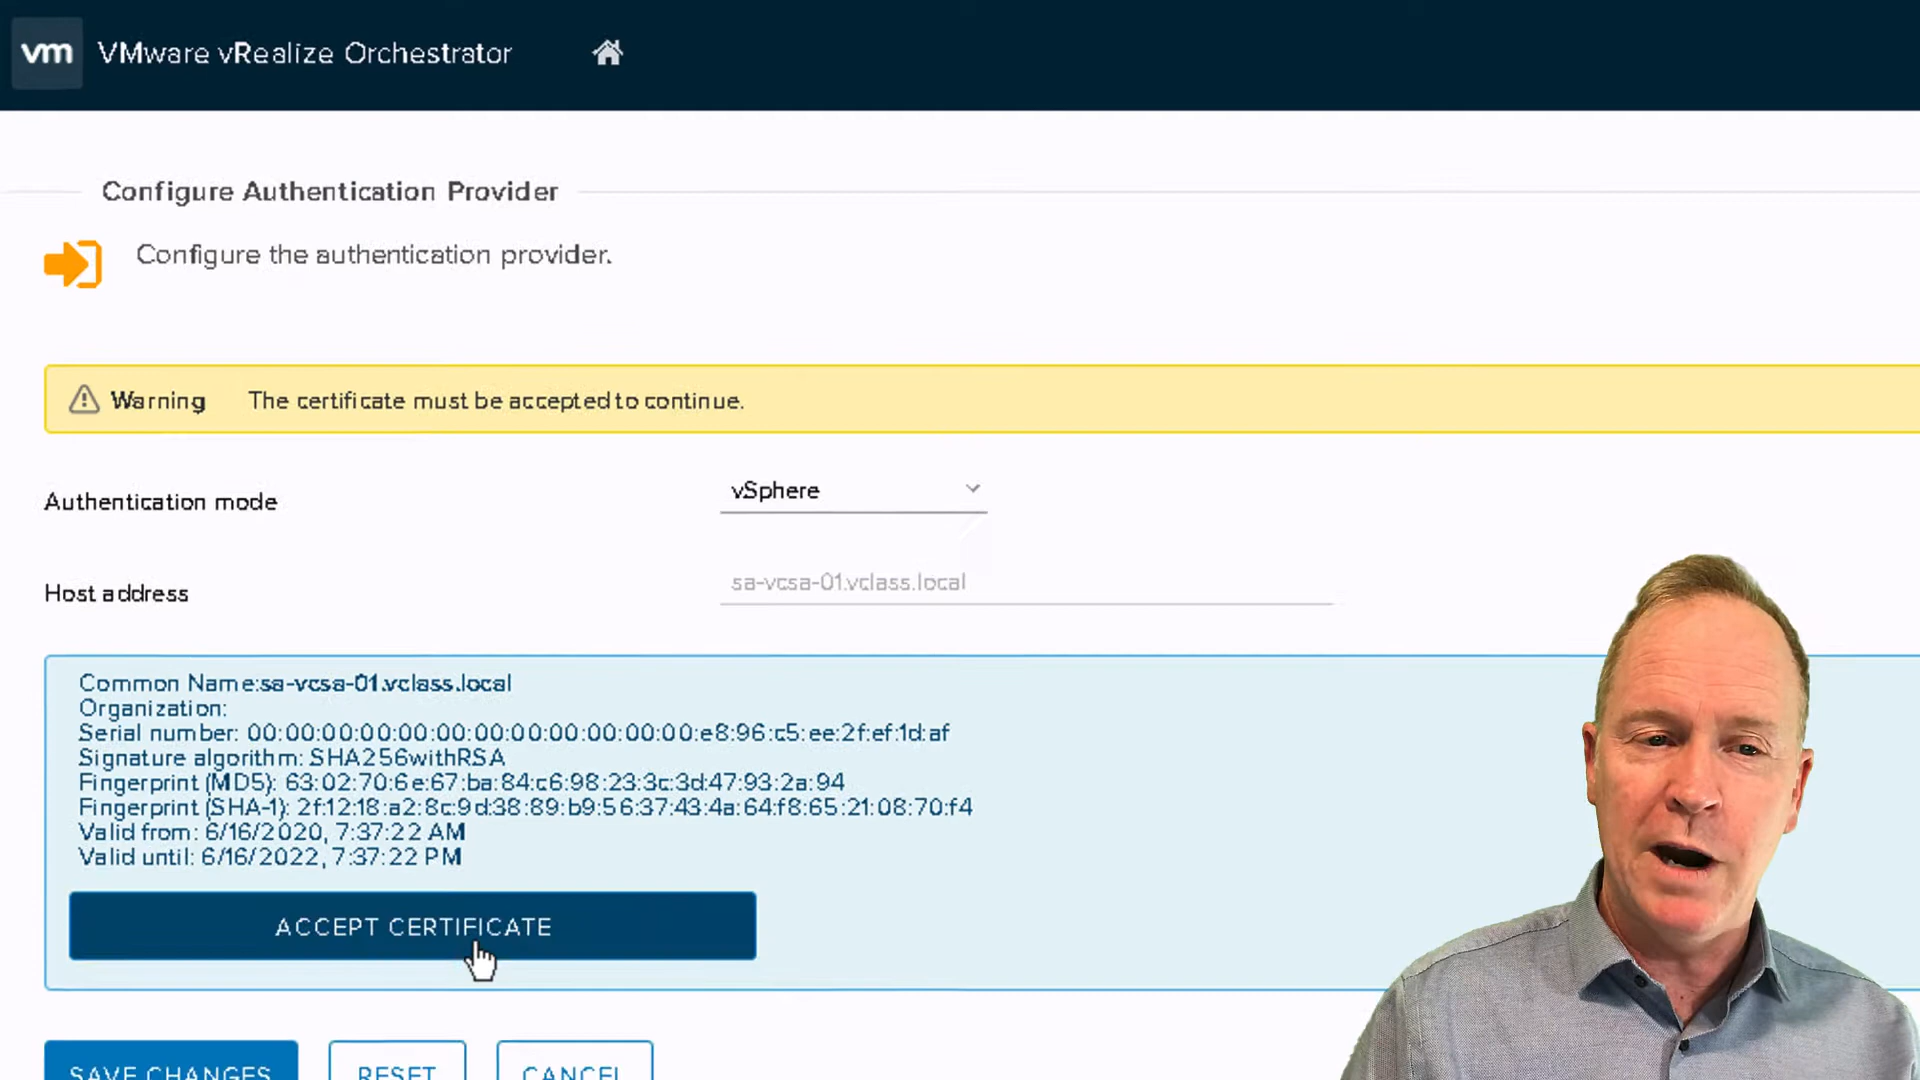 vm VMware vRealize Orchestrator
Configure Authentication Provider
Configure the authentication provider.
Warning The certificate must be accepted to continue.
Authentication mode vSphere
Host address sa-vcsa-01.vclass.local
Common Name:sa-vcsa-01.vclass.local
Organization:
Serial number: 00:00:00:00:00:00:00:00:00:00:00:00:e8:96:c5:ee:2f:ef:1d:af
Signature algorithm: SHA256withRSA
Fingerprint (MD5): 63:02:70:6e:67:ba:84:c6:98:23:3c:3d:47:93:2a:94
Fingerprint (SHA-1): 2f:12:18:a2:8c:9d:38:89:b9:56:37:43:4a:64:f8:65:21:08:70:f4
Valid from: 6/16/2020, 7:37:22 AM
Valid until: 6/16/2022, 7:37:22 PM
ACCEPT CERTIFICATE
SAVE CHANGES RESET CANCEL